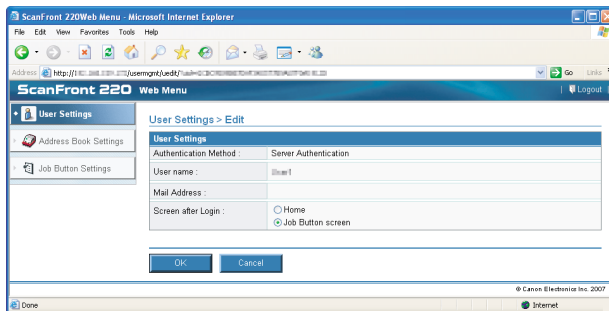 ScanFront 220Web Menu - Microsoft Internet Explorer
File Edit View Favorites Tools Help
Address http:// /usermgmt/uedit/ Go Links
ScanFront 220 Web Menu | Logout
User Settings
Address Book Settings
Job Button Settings
User Settings > Edit
User Settings
Authentication Method : Server Authentication
User name :
Mail Address :
Screen after Login : Home
Job Button screen
OK Cancel
© Canon Electronics Inc. 2007
Done Internet